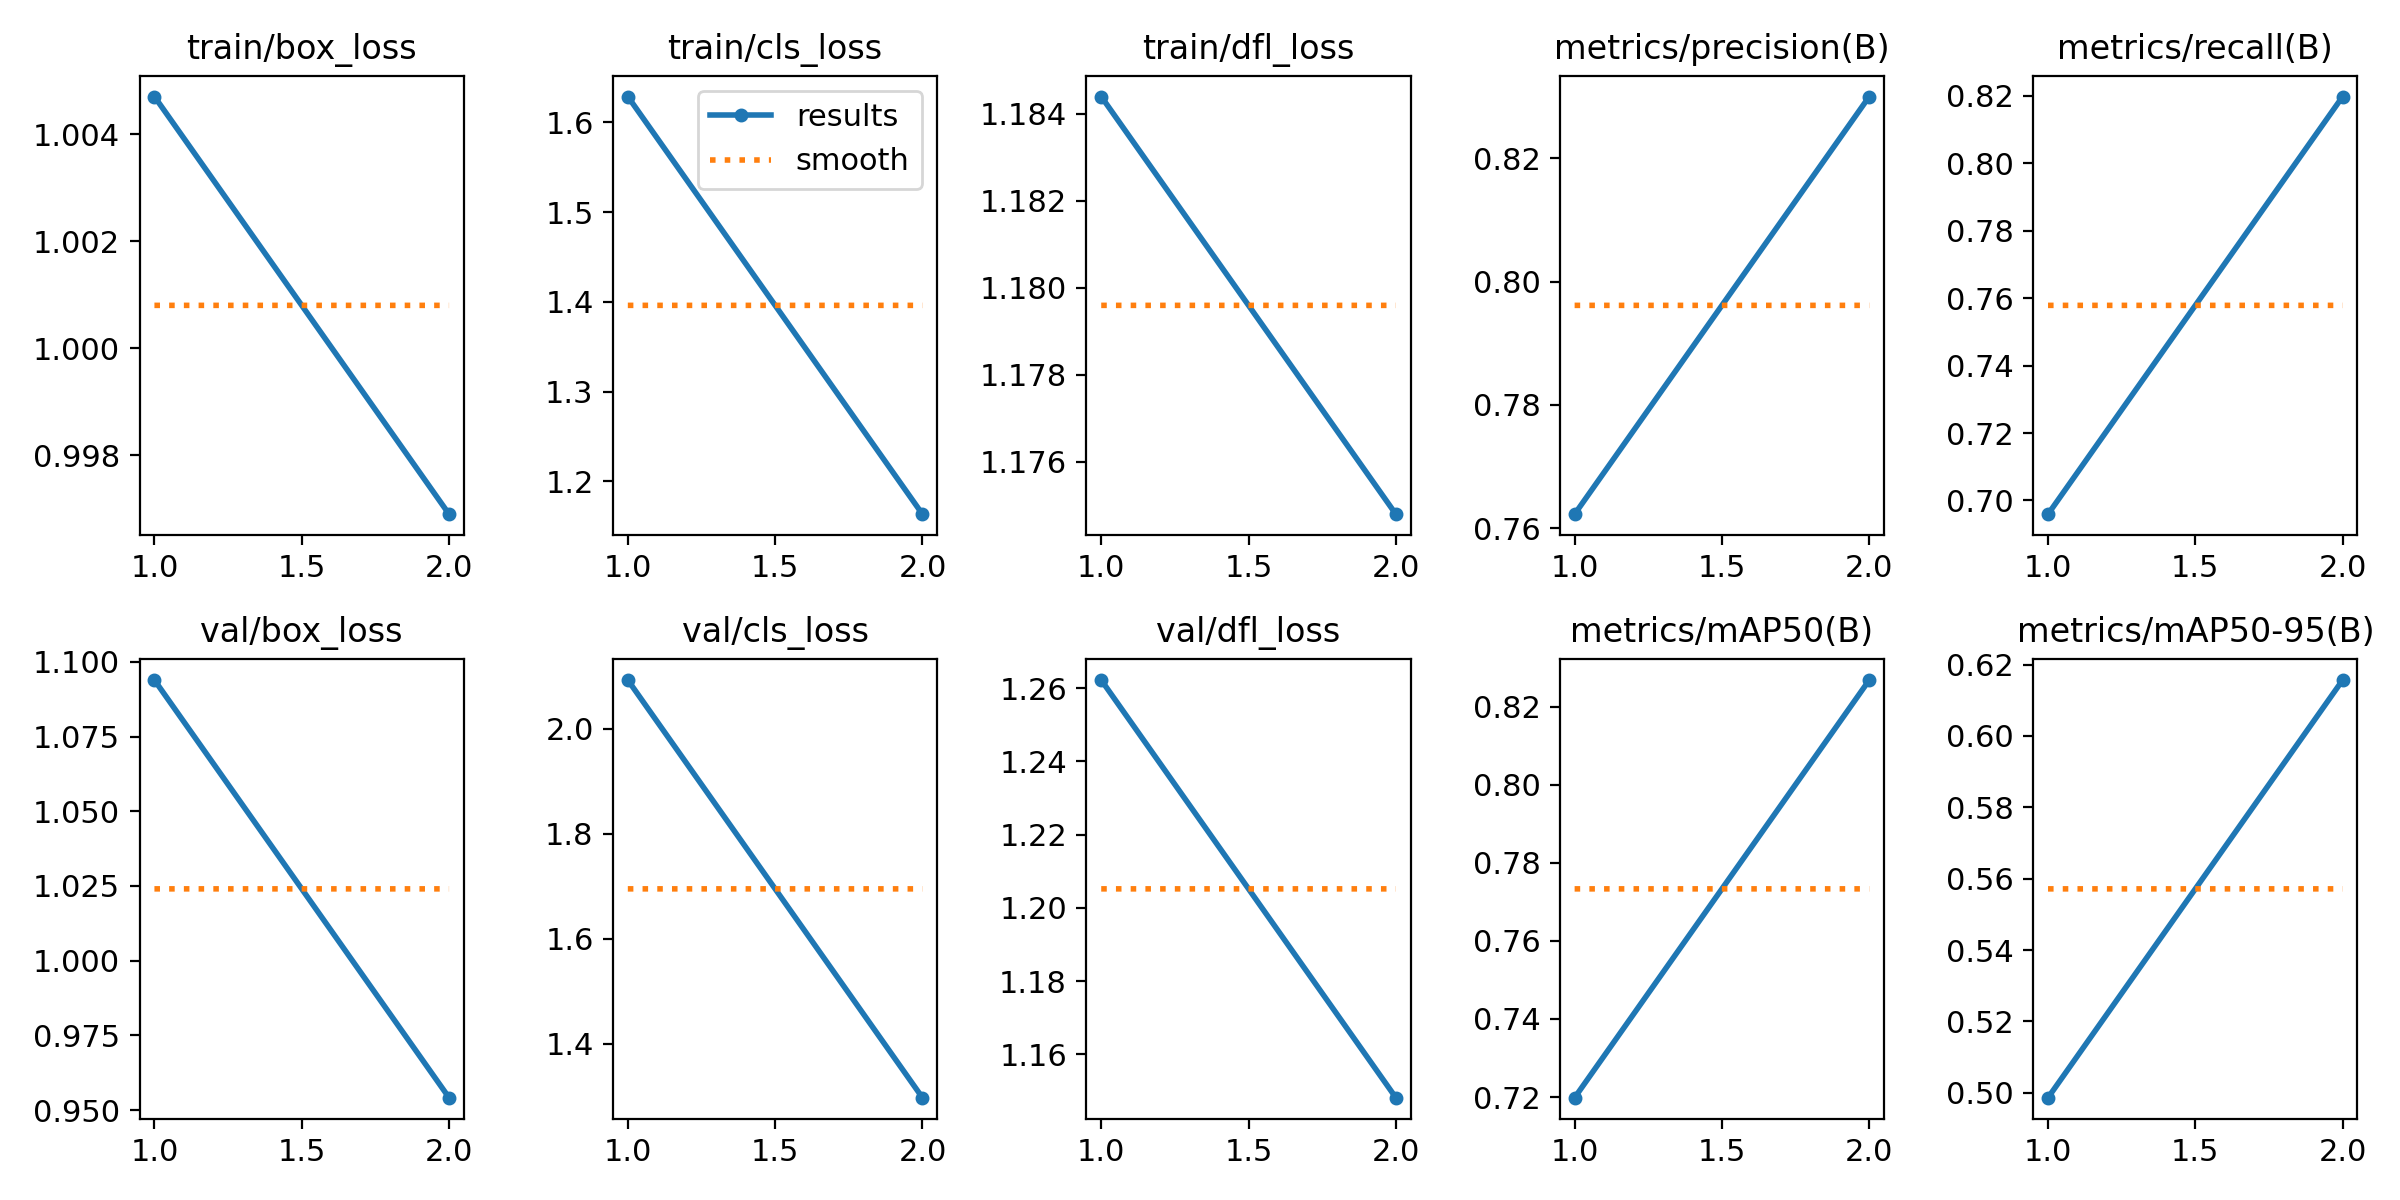 train/box_loss
1.004
1.002
1.000
0.998
1.0 1.5 2.0
train/cls_loss
results
smooth
1.6
1.5
1.4
1.3
1.2
1.0 1.5 2.0
train/dfl_loss
1.184
1.182
1.180
1.178
1.176
1.0 1.5 2.0
metrics/precision(B)
0.82
0.80
0.78
0.76
1.0 1.5 2.0
metrics/recall(B)
0.82
0.80
0.78
0.76
0.74
0.72
0.70
1.0 1.5 2.0
val/box_loss
1.100
1.075
1.050
1.025
1.000
0.975
0.950
1.0 1.5 2.0
val/cls_loss
2.0
1.8
1.6
1.4
1.0 1.5 2.0
val/dfl_loss
1.26
1.24
1.22
1.20
1.18
1.16
1.0 1.5 2.0
metrics/mAP50(B)
0.82
0.80
0.78
0.76
0.74
0.72
1.0 1.5 2.0
metrics/mAP50-95(B)
0.62
0.60
0.58
0.56
0.54
0.52
0.50
1.0 1.5 2.0